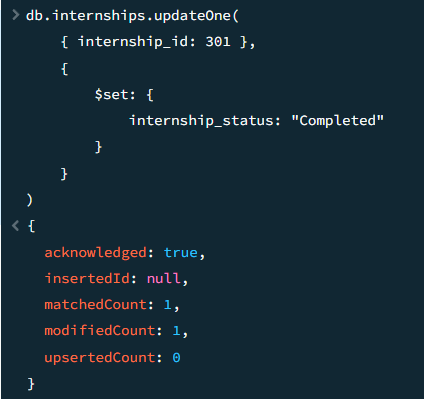 > db.internships.updateOne(
{ internship_id: 301 },
{
$set: {
internship_status: "Completed"
}
}
)
< {
acknowledged: true,
insertedId: null,
matchedCount: 1,
modifiedCount: 1,
upsertedCount: 0
}